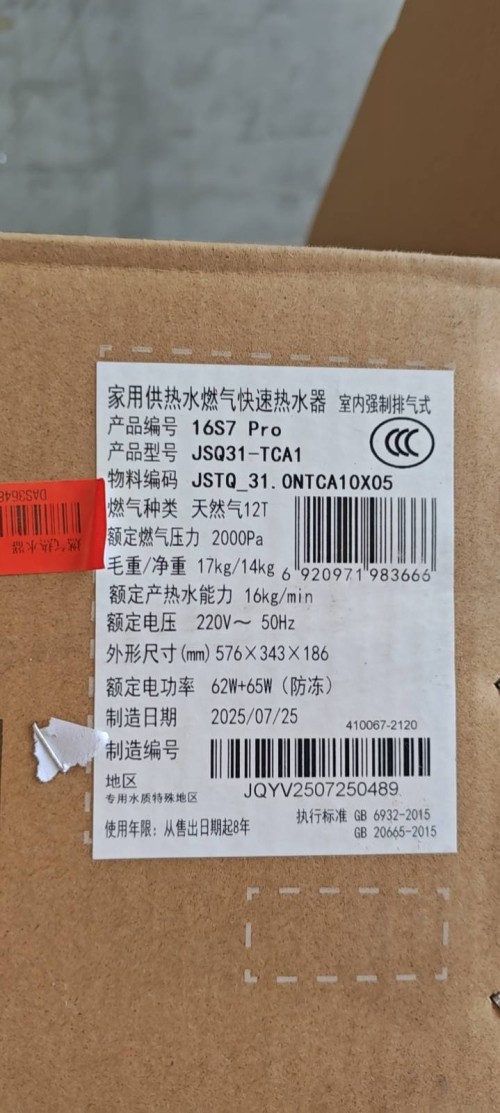 家用供热水燃气快速热水器 室内强制排气式
产品编号 16S7 Pro
产品型号 JSQ31-TCA1
CCC
物料编码 JSTQ_31.0NTCA10X05
燃气种类 天然气12T
额定燃气压力 2000Pa
毛重/净重 17kg/14kg
6 920971 983666
额定产热水能力 16kg/min
额定电压 220V～ 50Hz
外形尺寸(mm) 576×343×186
额定电功率 62W+65W（防冻）
制造日期 2025/07/25
410067-2120
制造编号
JQYV2507250489
地区
专用水质特殊地区
执行标准 GB 6932-2015
GB 20665-2015
使用年限：从售出日期起8年
DAS3648
燃气热水器